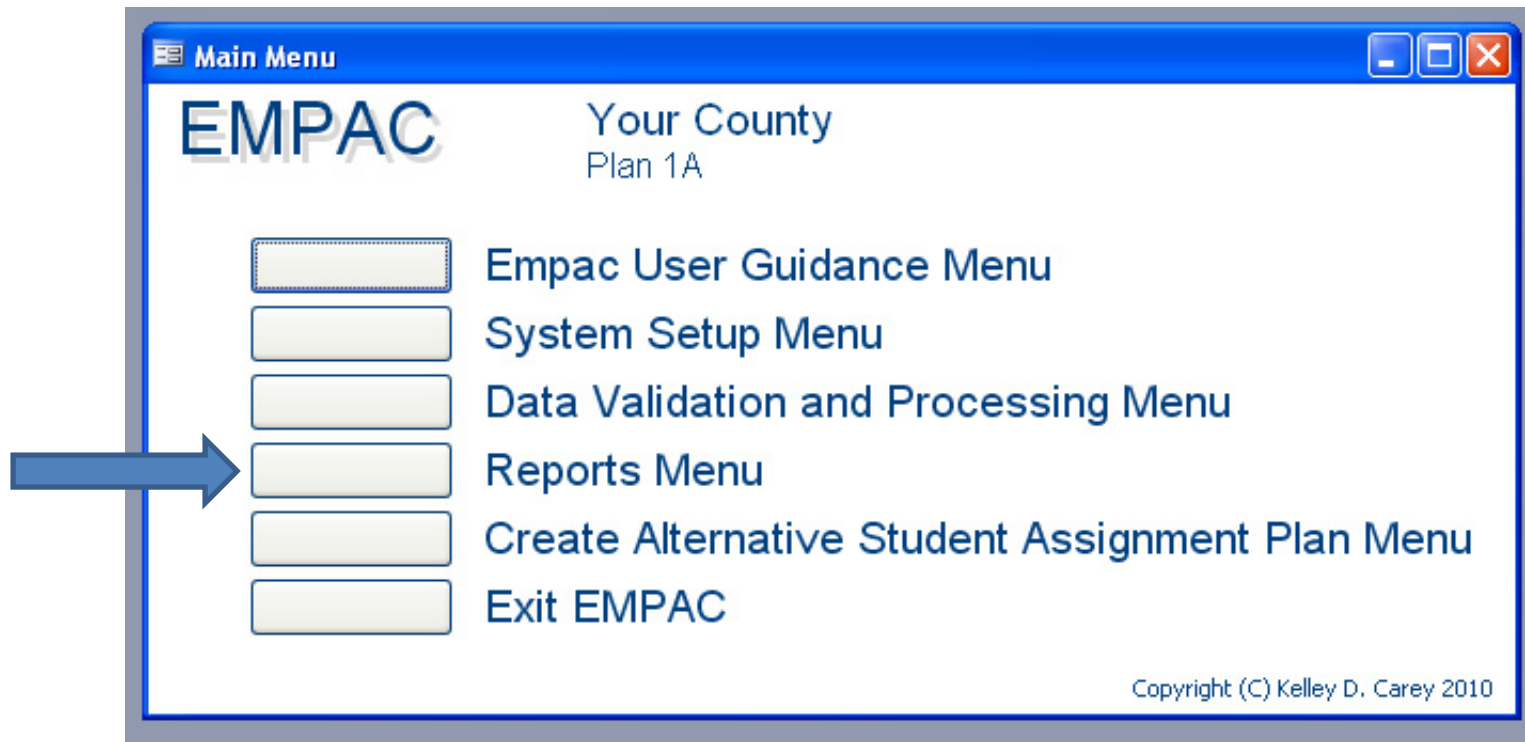 Main Menu
EMPAC
Your County
Plan 1A
Empac User Guidance Menu
System Setup Menu
Data Validation and Processing Menu
Reports Menu
Create Alternative Student Assignment Plan Menu
Exit EMPAC
Copyright (C) Kelley D. Carey 2010